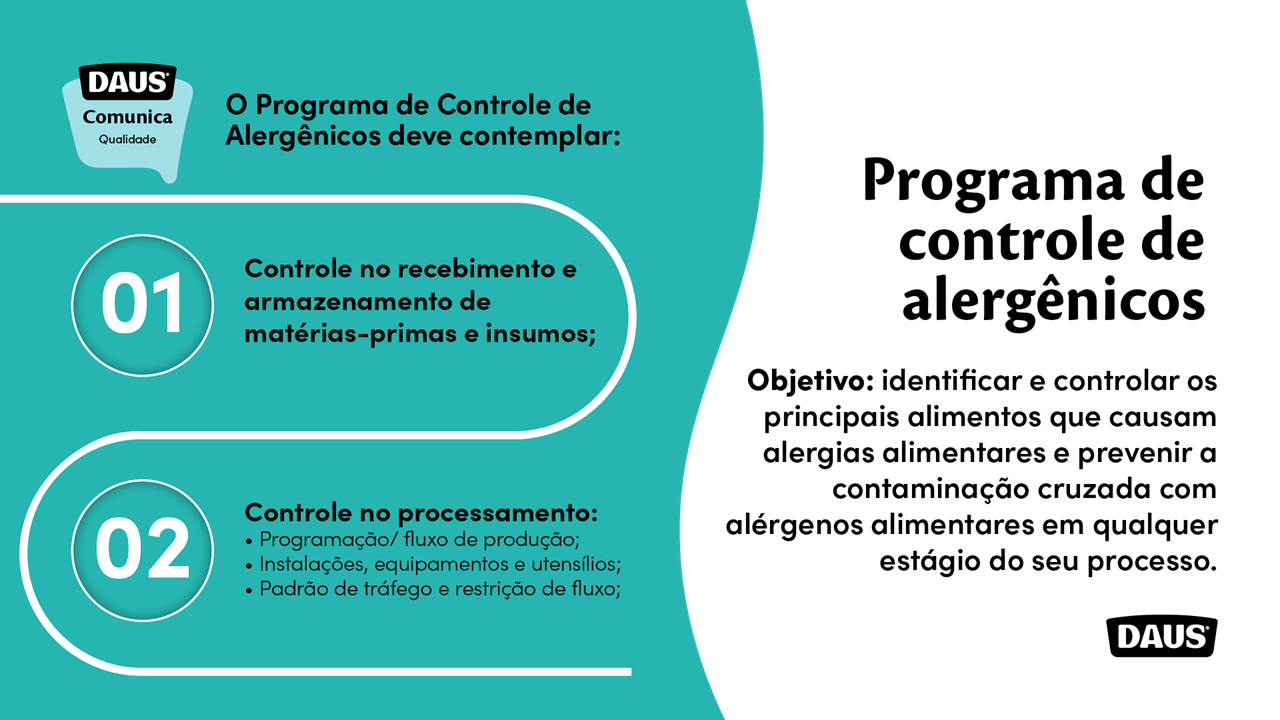 DAUS®
Comunica
Qualidade
O Programa de Controle de
Alergênicos deve contemplar:
01
Controle no recebimento e
armazenamento de
matérias-primas e insumos;
02
Controle no processamento:
• Programação/ fluxo de produção;
• Instalações, equipamentos e utensílios;
• Padrão de tráfego e restrição de fluxo;
Programa de
controle de
alergênicos
Objetivo: identificar e controlar os
principais alimentos que causam
alergias alimentares e prevenir a
contaminação cruzada com
alérgenos alimentares em qualquer
estágio do seu processo.
DAUS®